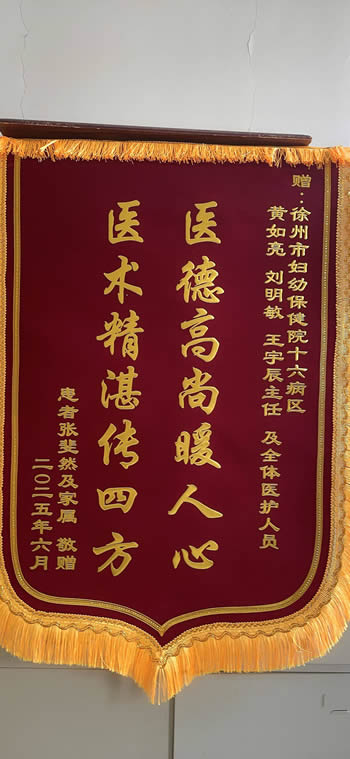 赠：徐州市妇幼保健院十六病区
黄如亮 刘明敏 王宇辰主任 及全体医护人员
医德高尚暖人心
医术精湛传四方
患者张斐然及家属 敬赠
二〇二五年六月